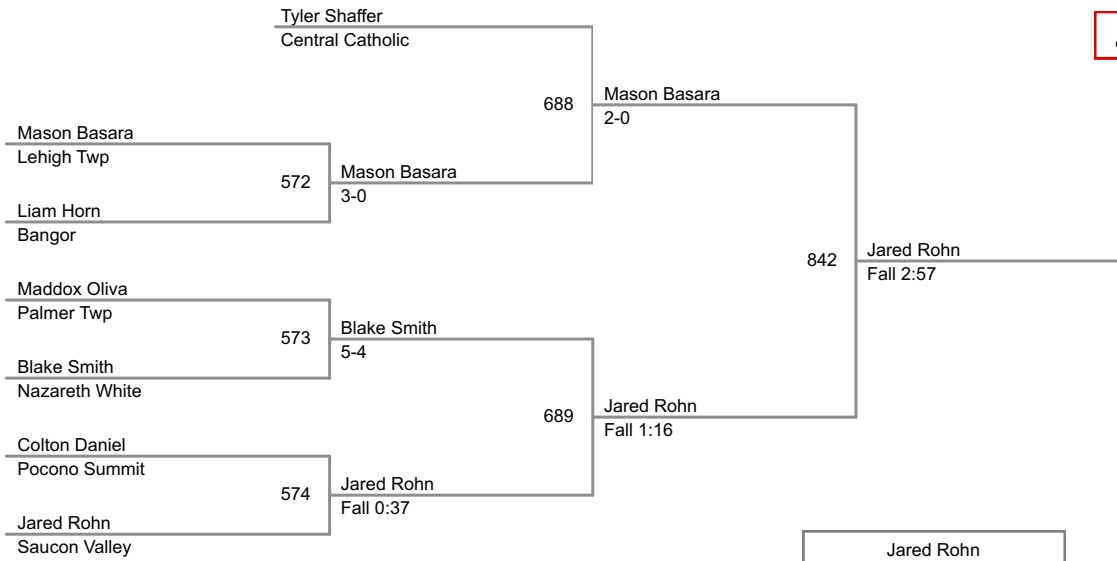 Tyler Shaffer
Central Catholic
688
Mason Basara
2-0
Mason Basara
Lehigh Twp
572
Mason Basara
3-0
Liam Horn
Bangor
842
Jared Rohn
Fall 2:57
Maddox Oliva
Palmer Twp
573
Blake Smith
5-4
Blake Smith
Nazareth White
689
Jared Rohn
Fall 1:16
Colton Daniel
Pocono Summit
574
Jared Rohn
Fall 0:37
Jared Rohn
Saucon Valley
Jared Rohn